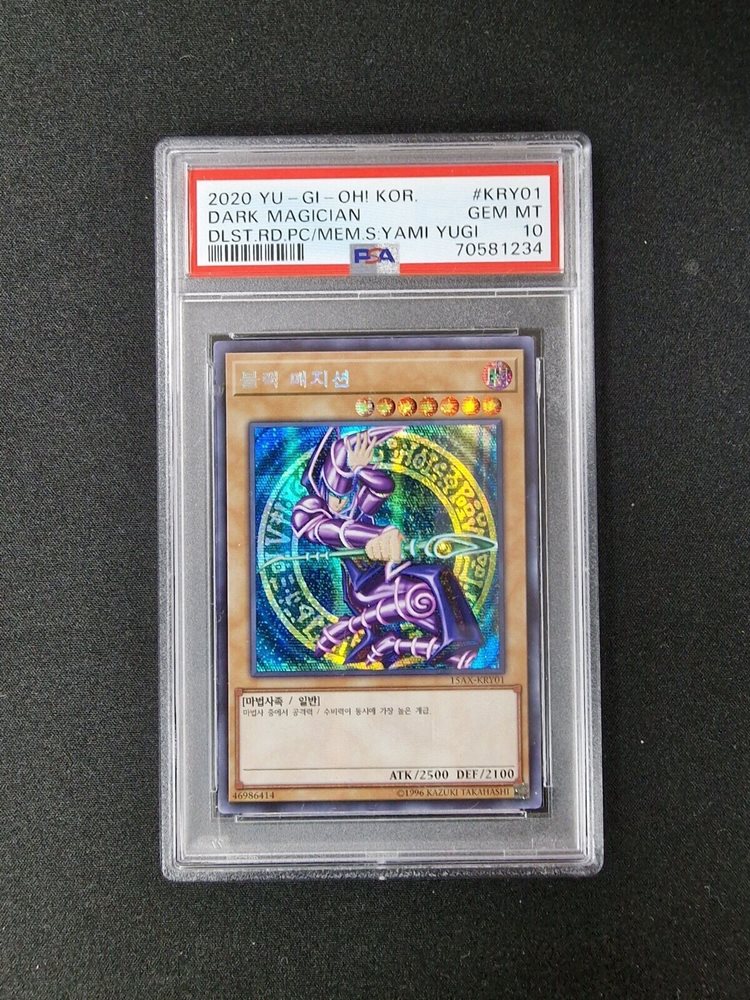 2020 YU-GI-OH! KOR. #KRY01
DARK MAGICIAN GEM MT
DLST.RD.PC/MEM.S:YAMI YUGI 10
70581234
PSA
블랙 매지션
15AX-KRY01
[마법사족 / 일반]
마법사 중에서 공격력 / 수비력이 동시에 가장 높은 계급.
ATK/2500 DEF/2100
46986414 ©1996 KAZUKI TAKAHASHI